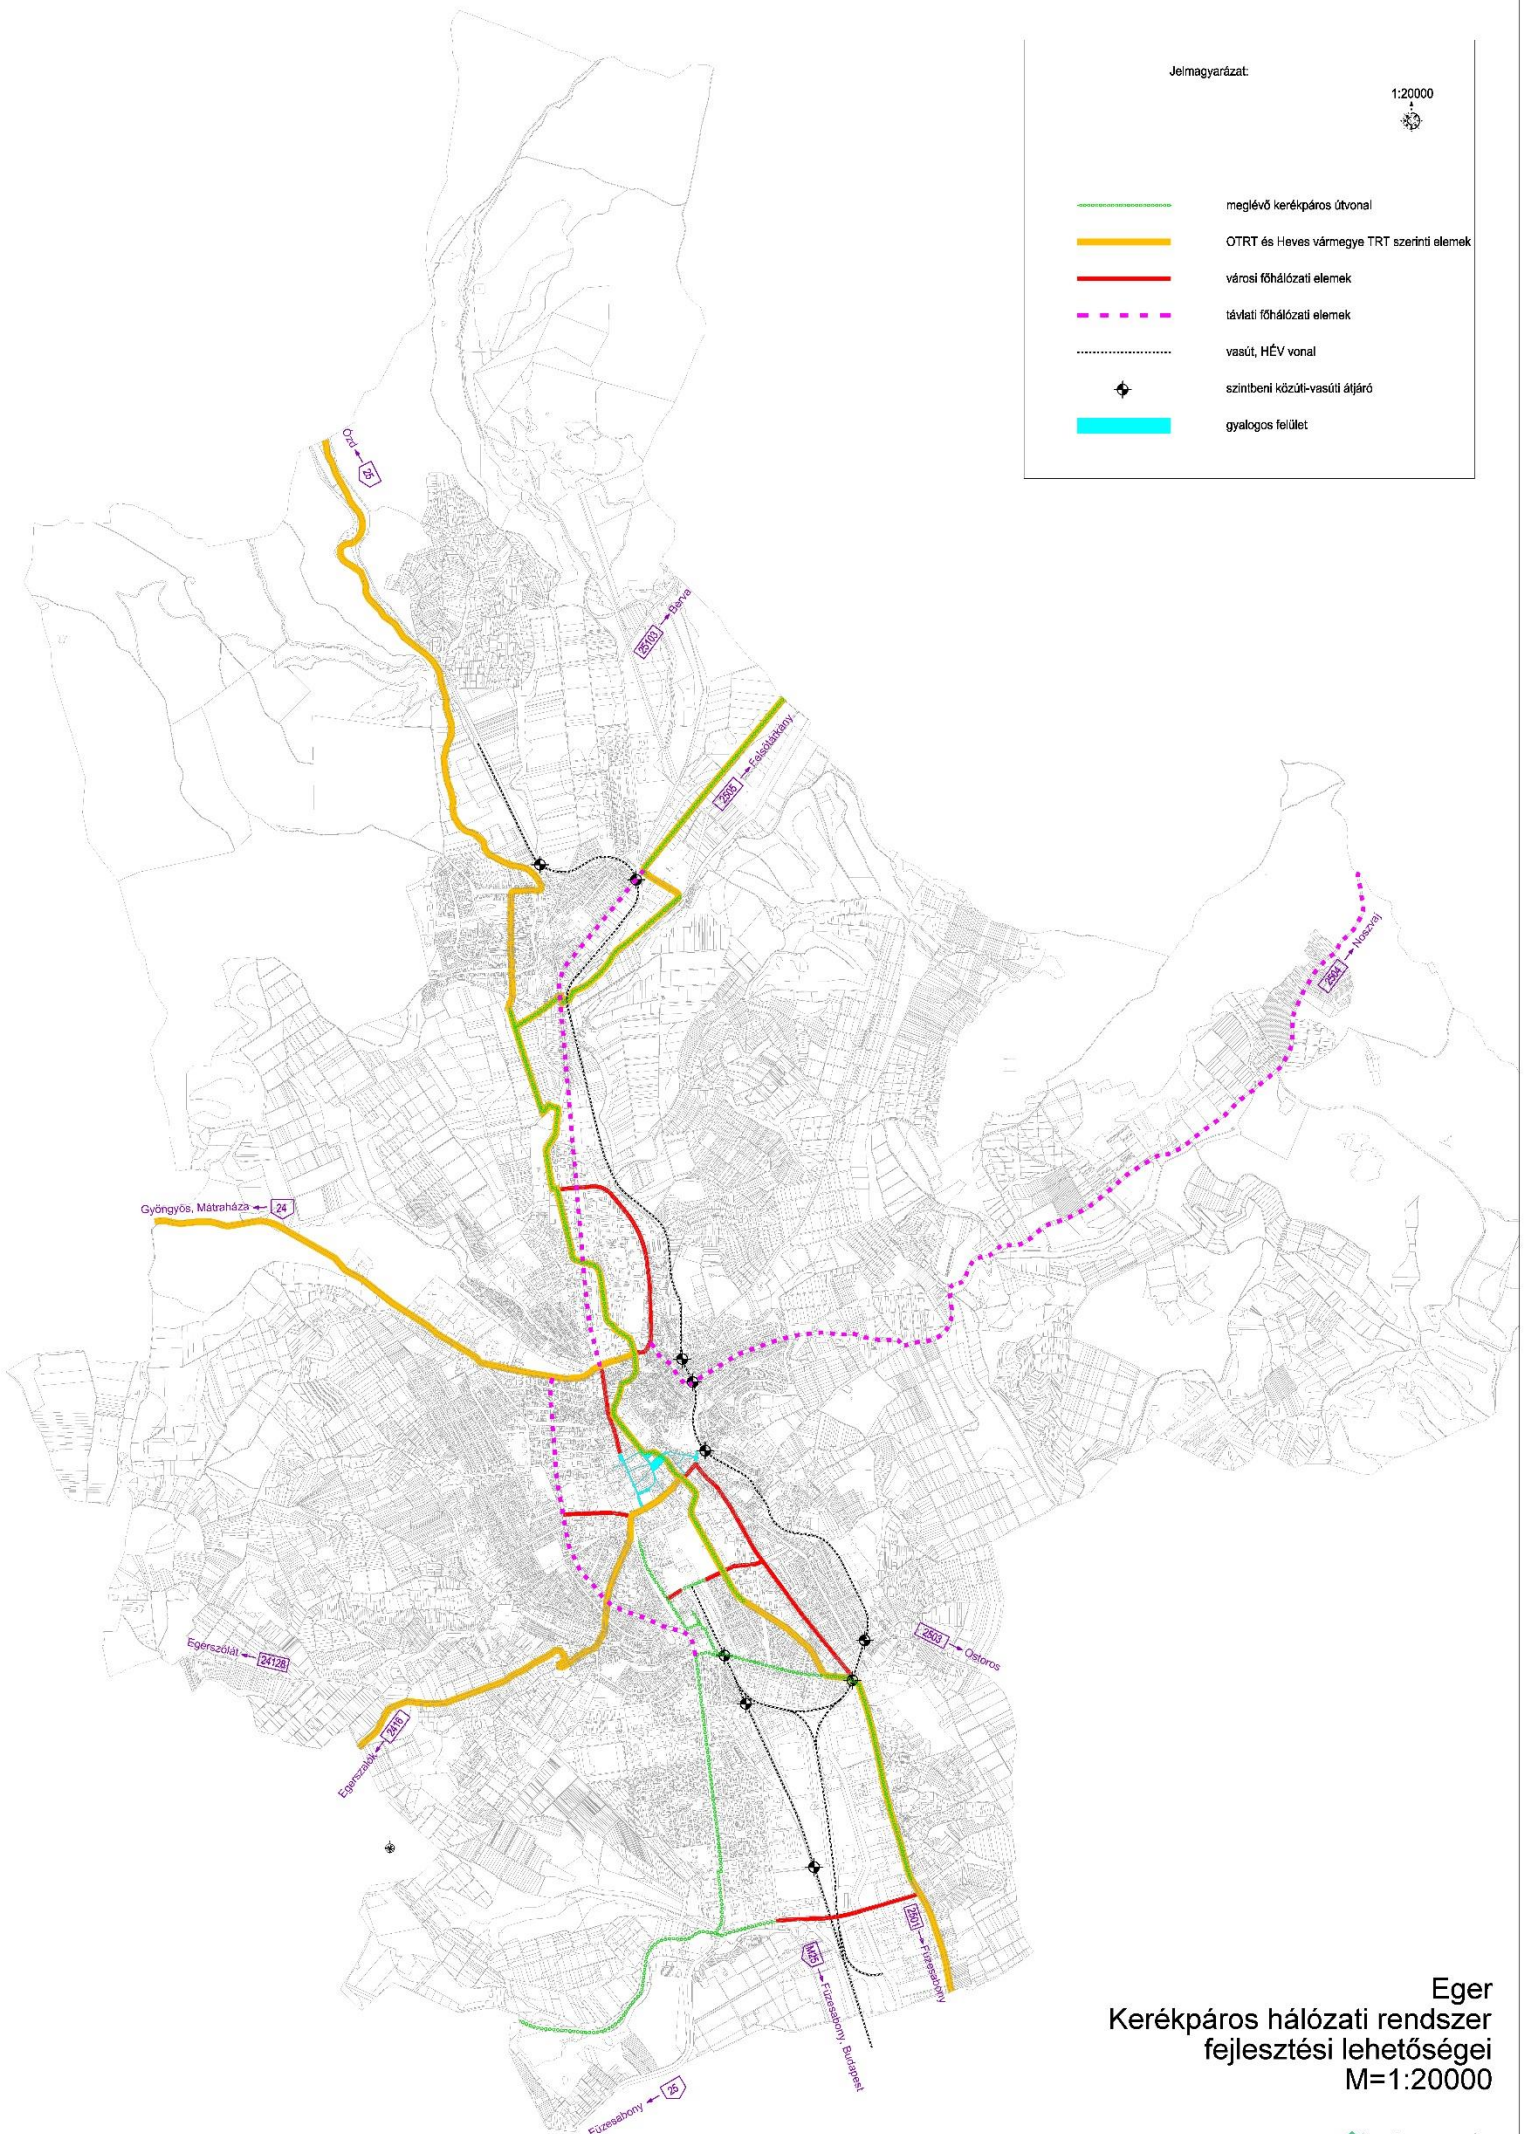 Jelmagyarázat:
1:20000
meglévő kerékpáros útvonal
OTRT és Heves vármegye TRT szerinti elemek
városi főhálózati elemek
távlati főhálózati elemek
vasút, HÉV vonal
szintbeni közúti-vasúti átjáró
gyalogos felület
Ózd
25
25103
Berva
2505
Felsőtárkány
2504
Noszvaj
Gyöngyös, Mátraháza
24
Egerszólát
24128
2416
Egerszalók
2503
Ostoros
2501
Füzesabony
M25
Füzesabony, Budapest
25
Füzesabony
Eger
Kerékpáros hálózati rendszer
fejlesztési lehetőségei
M=1:20000